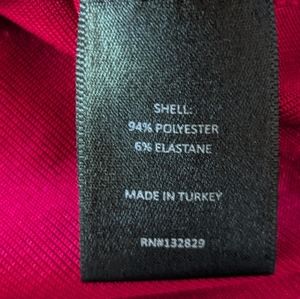 SHELL:
94% POLYESTER
6% ELASTANE
MADE IN TURKEY
RN#132829